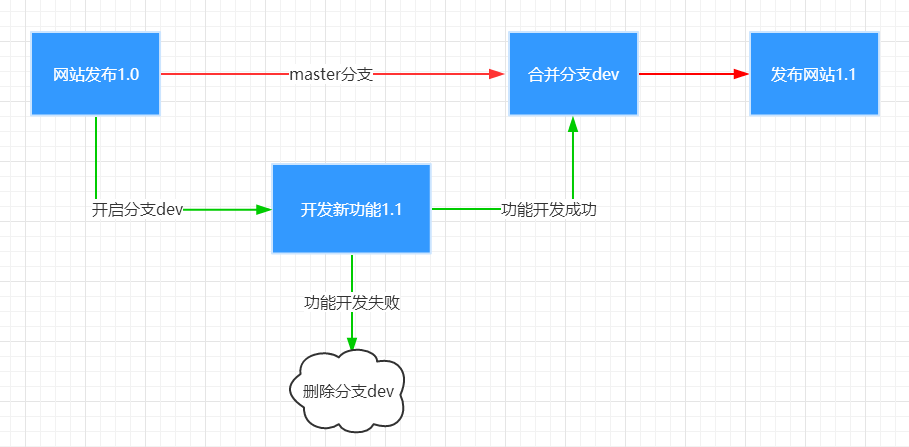 网站发布1.0
master分支
合并分支dev
发布网站1.1
开启分支dev
开发新功能1.1
功能开发成功
功能开发失败
删除分支dev